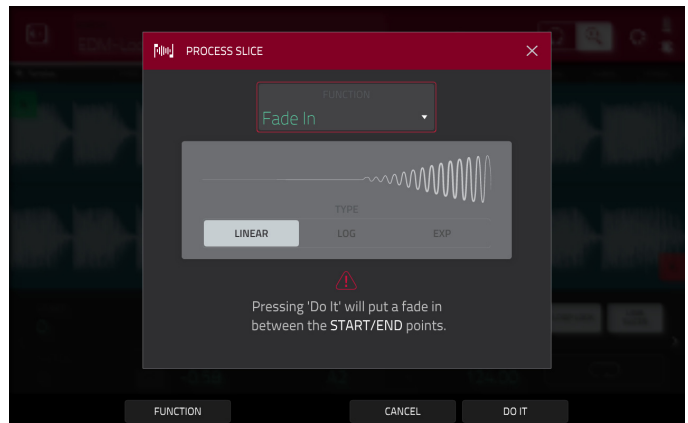 PROCESS SLICE
FUNCTION
Fade In
TYPE
LINEAR LOG EXP
Pressing 'Do It' will put a fade in
between the START/END points.
FUNCTION CANCEL DO IT